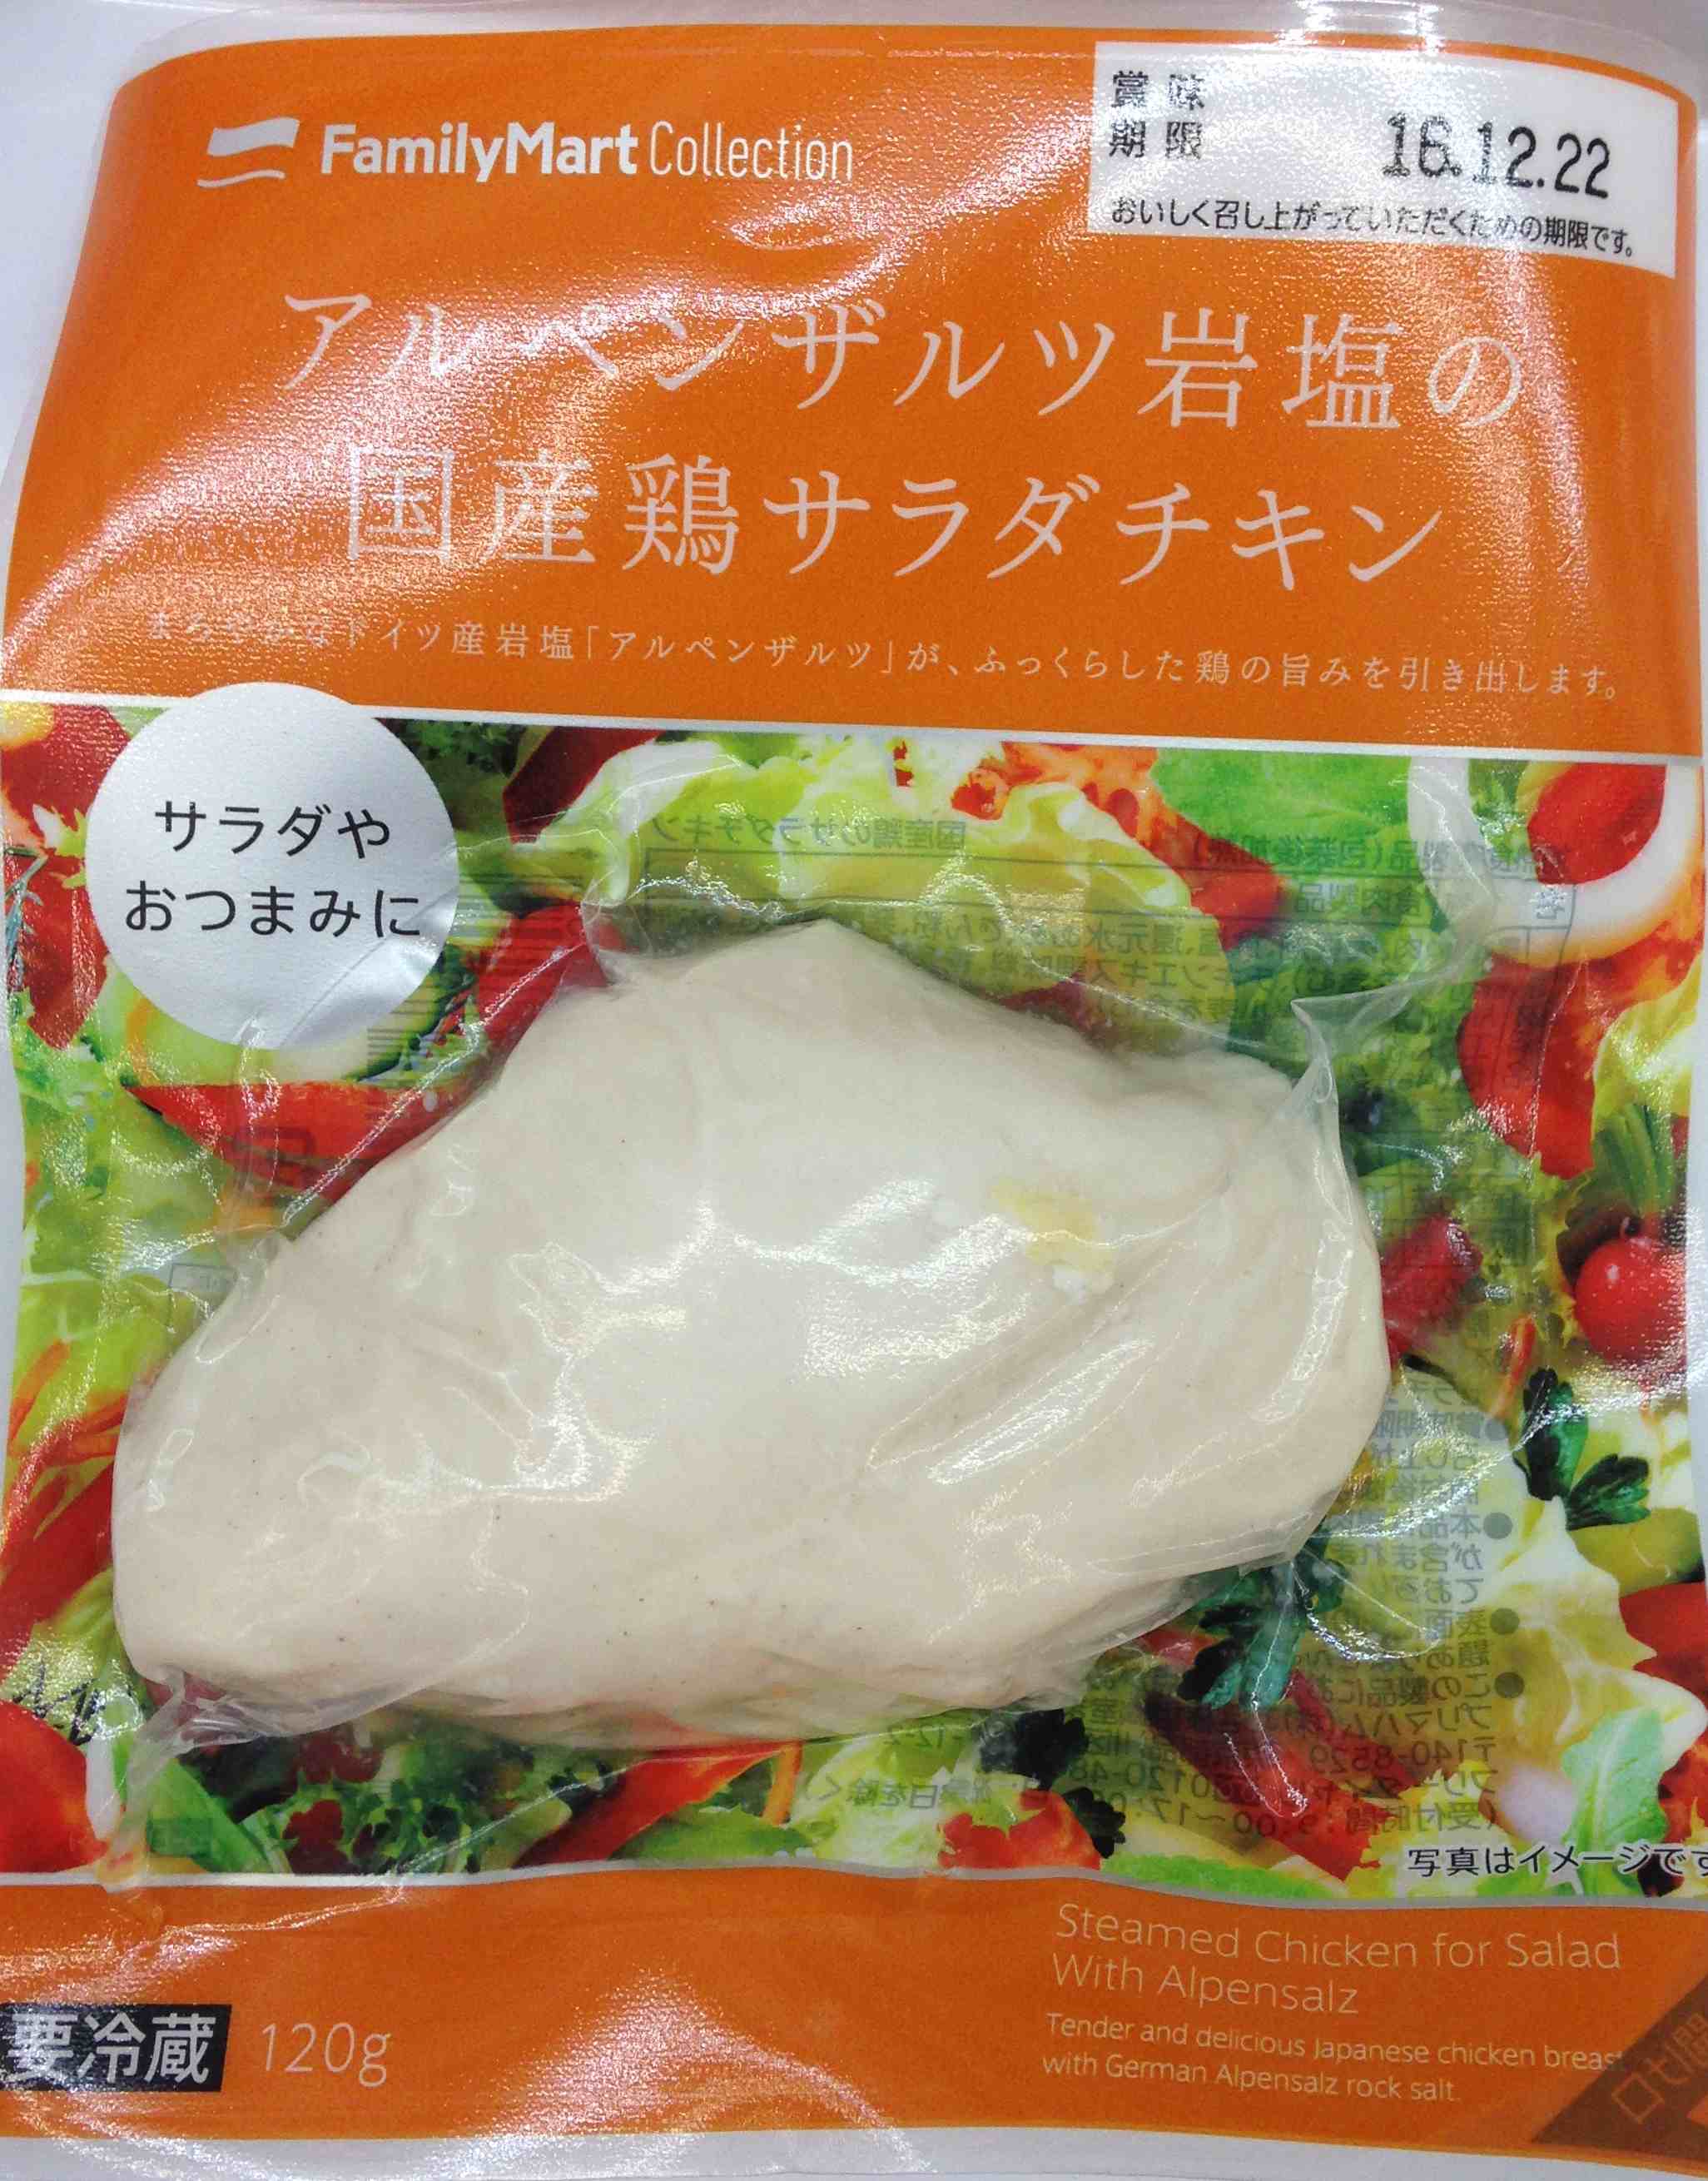 FamilyMart Collection
賞味
期限
16.12.22
おいしく召し上がっていただくための期限です。
アルペンザルツ岩塩の
国産鶏サラダチキン
まろやかなドイツ産岩塩「アルペンザルツ」が、ふっくらした鶏の旨みを引き出します。
サラダや
おつまみに
写真はイメージです
Steamed Chicken for Salad
With Alpensalz
Tender and delicious Japanese chicken breast
with German Alpensalz rock salt.
要冷蔵
120g